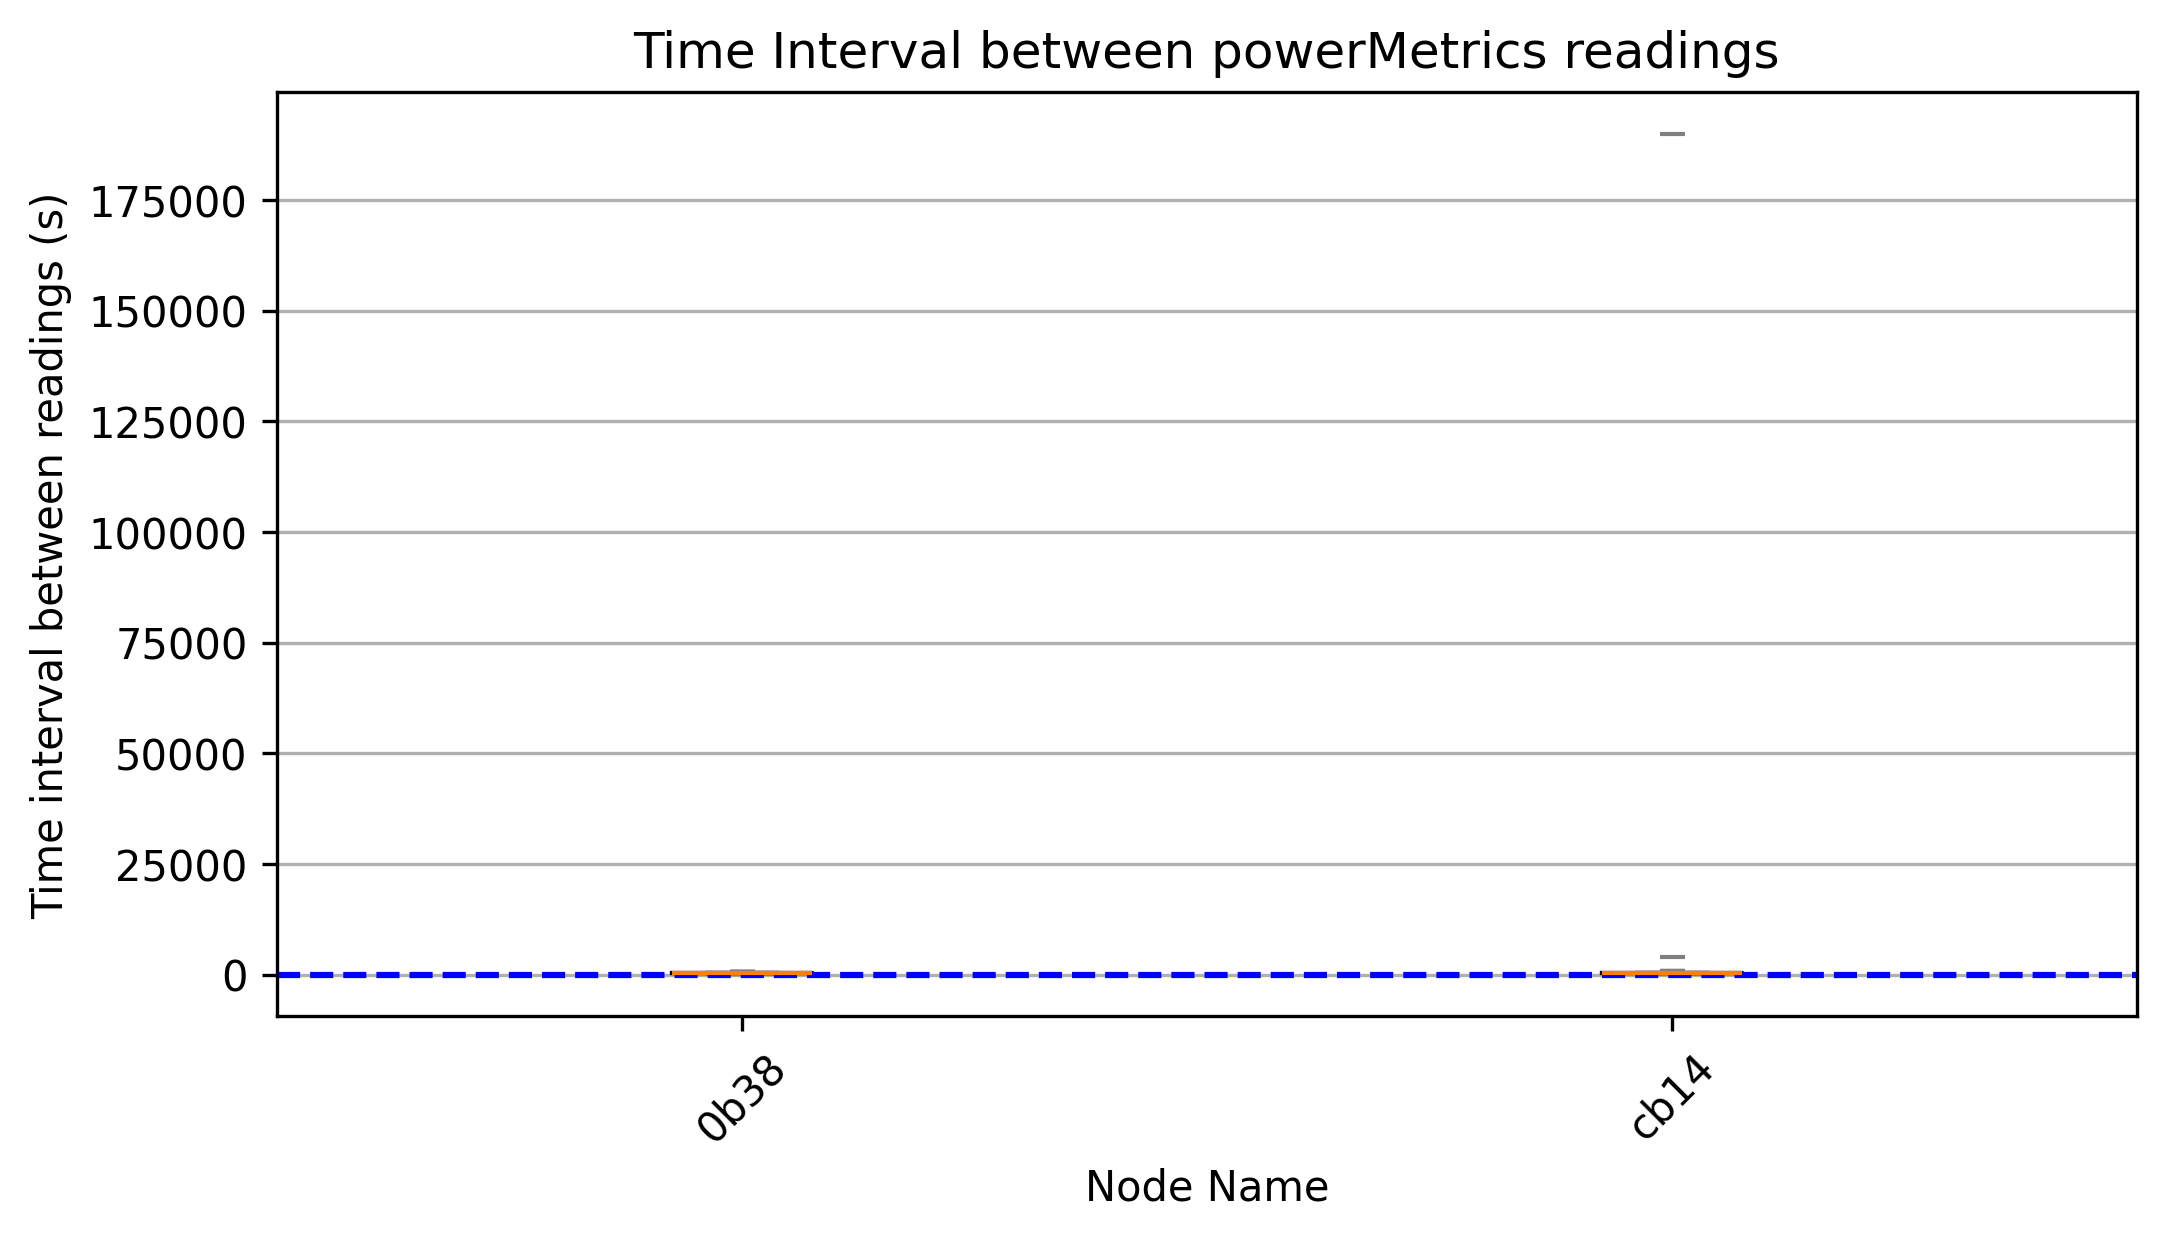 Time Interval between powerMetrics readings
Time interval between readings (s)
175000
150000
125000
100000
75000
50000
25000
0
0b38
cb14
Node Name